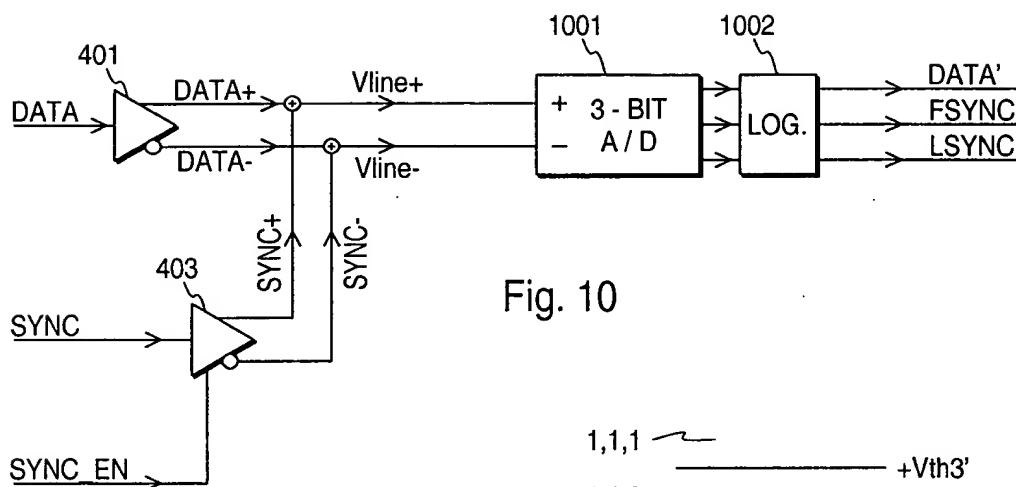 401
DATA
DATA+
DATA-
Vline+
Vline-
1001
+
3 - BIT
−
A / D
1002
LOG.
DATA'
FSYNC
LSYNC
SYNC+
SYNC-
403
SYNC
SYNC_EN
Fig. 10
1,1,1
+Vth3'